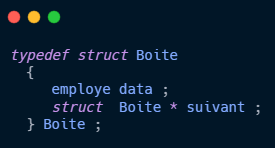 typedef struct Boite
{
employe data ;
struct Boite * suivant ;
} Boite ;